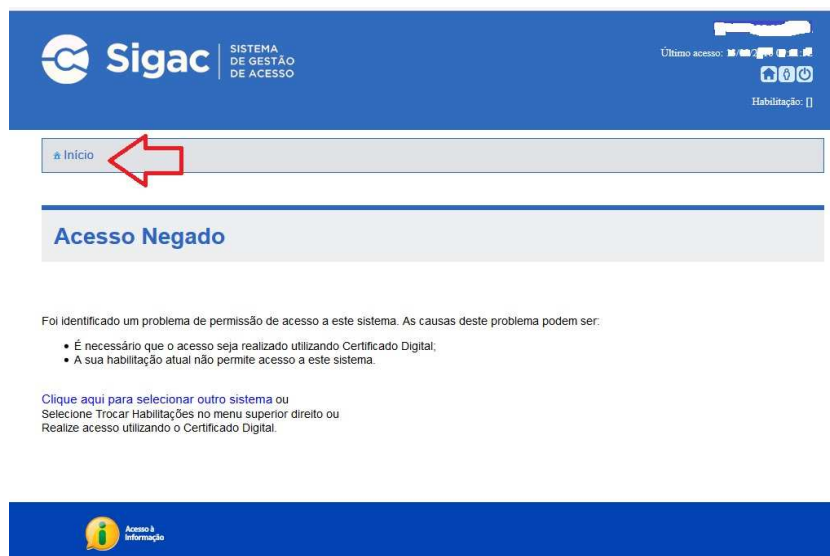 Sigac
SISTEMA
DE GESTÃO
DE ACESSO
Último acesso:
Habilitação: []
Início
Acesso Negado
Foi identificado um problema de permissão de acesso a este sistema. As causas deste problema podem ser:
É necessário que o acesso seja realizado utilizando Certificado Digital;
A sua habilitação atual não permite acesso a este sistema.
Clique aqui para selecionar outro sistema ou
Selecione Trocar Habilitações no menu superior direito ou
Realize acesso utilizando o Certificado Digital.
Acesso à
Informação